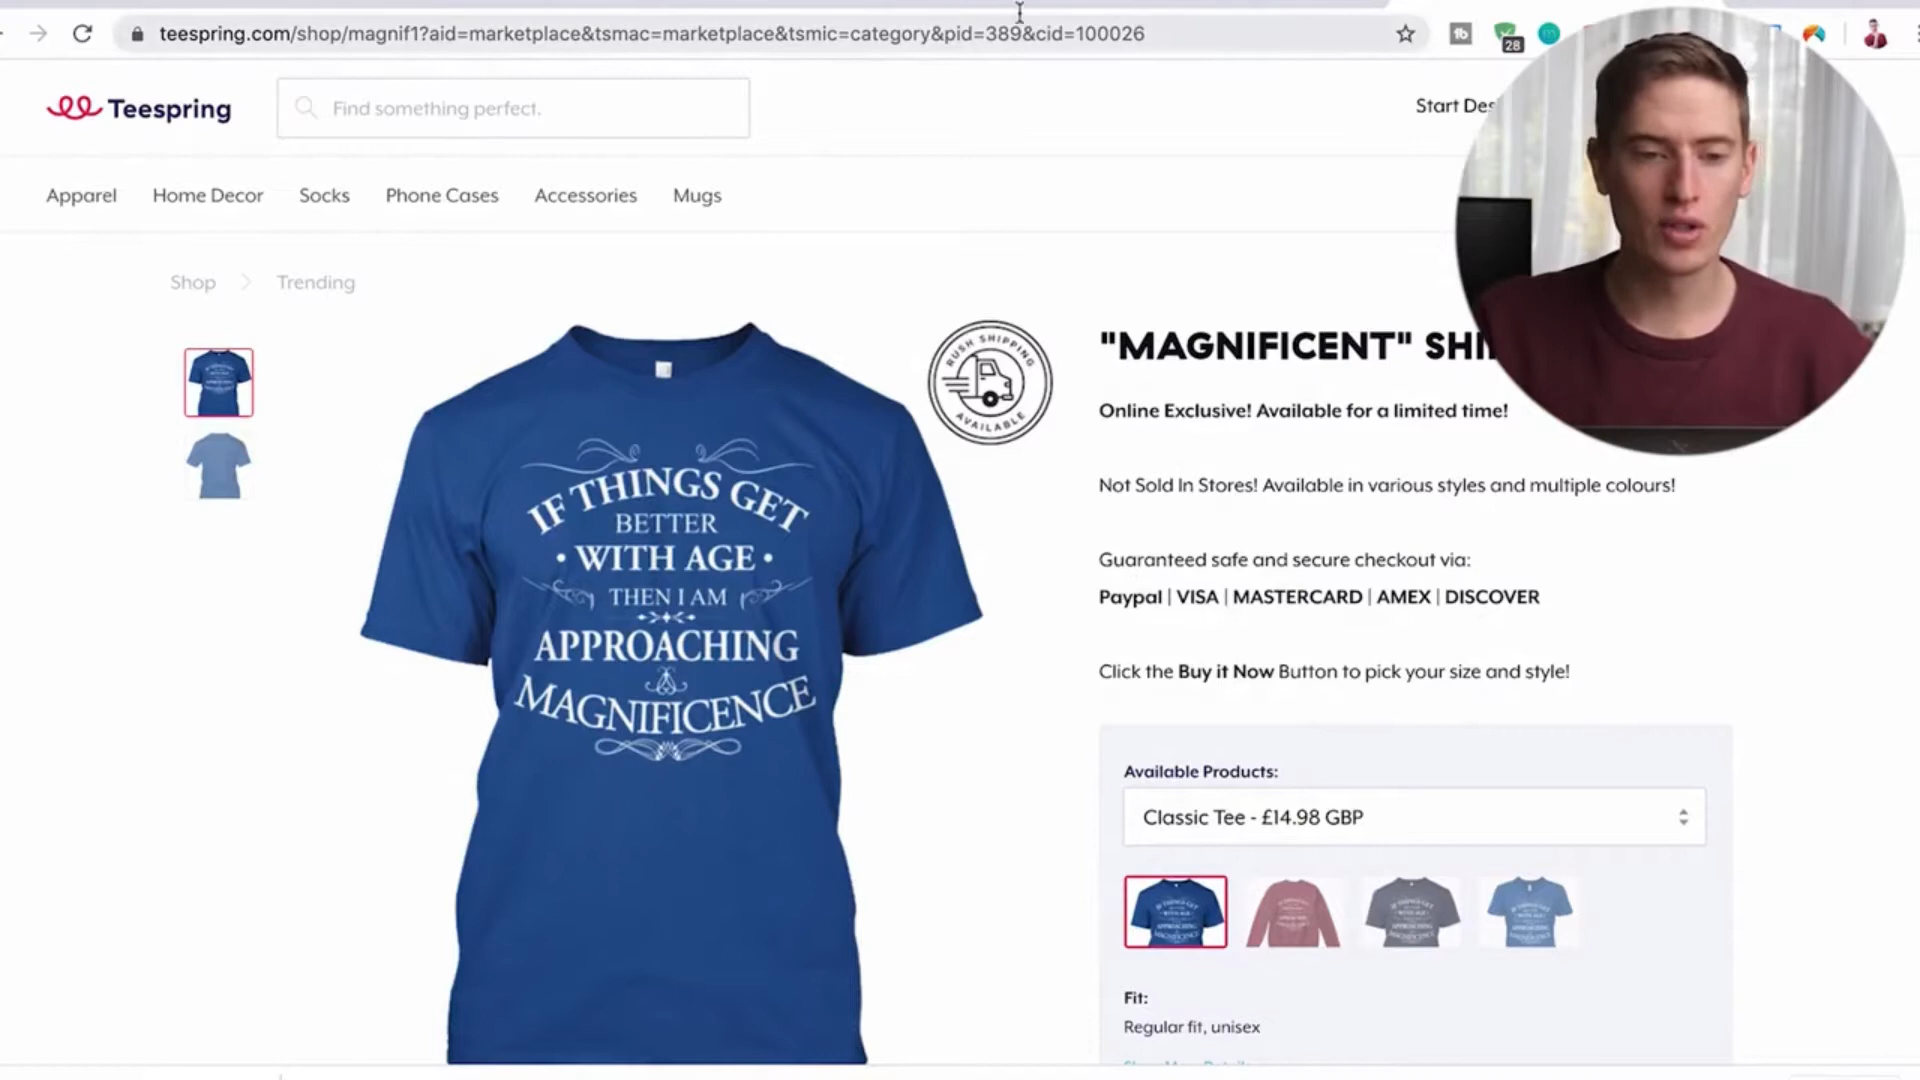 teespring.com/shop/magnif1?aid=marketplace&tsmac=marketplace&tsmic=category&pid=389&cid=100026
28
Teespring
Find something perfect.
Start Des
Apparel
Home Decor
Socks
Phone Cases
Accessories
Mugs
Shop
Trending
RUSH SHIPPING
AVAILABLE
IF THINGS GET
BETTER
• WITH AGE •
THEN I AM
APPROACHING
MAGNIFICENCE
"MAGNIFICENT" SHI
Online Exclusive! Available for a limited time!
Not Sold In Stores! Available in various styles and multiple colours!
Guaranteed safe and secure checkout via:
Paypal | VISA | MASTERCARD | AMEX | DISCOVER
Click the Buy it Now Button to pick your size and style!
Available Products:
Classic Tee - £14.98 GBP
Fit:
Regular fit, unisex